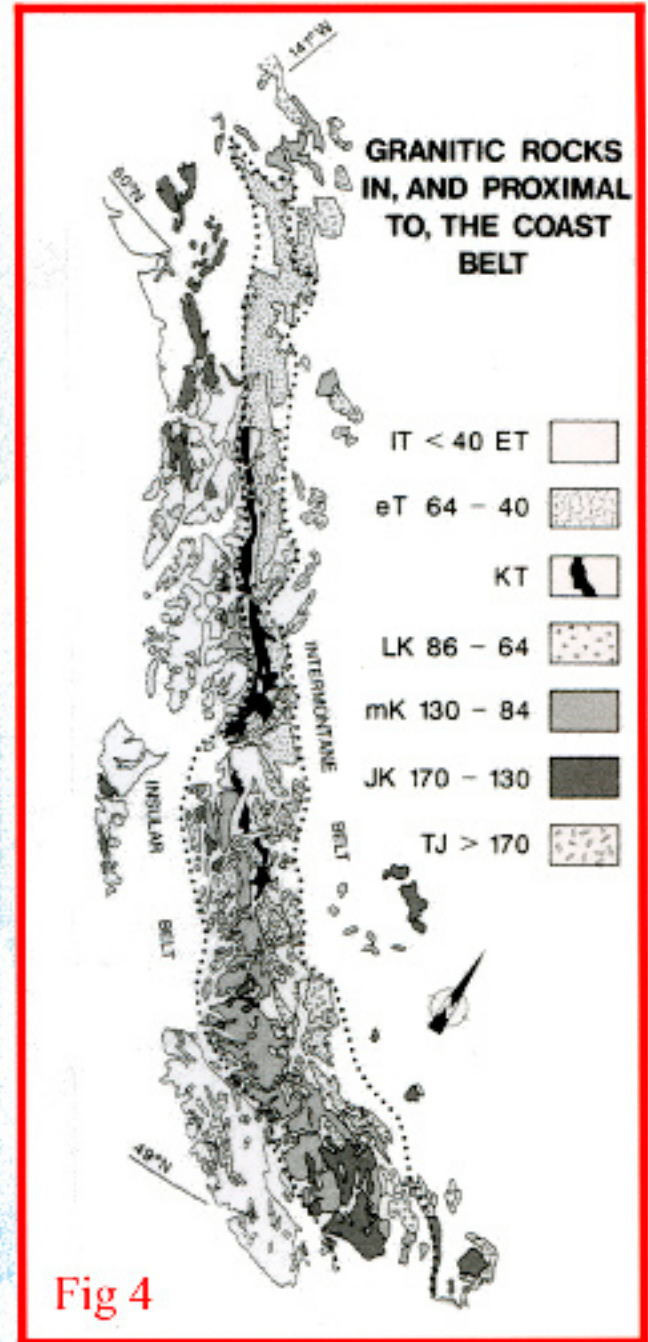 141°W
GRANITIC ROCKS
IN, AND PROXIMAL
TO, THE COAST
BELT
60°N
IT < 40 ET
eT 64 - 40
KT
LK 86 - 64
mK 130 - 84
JK 170 - 130
TJ > 170
INTERMONTANE
BELT
INSULAR
BELT
49°N
Fig 4